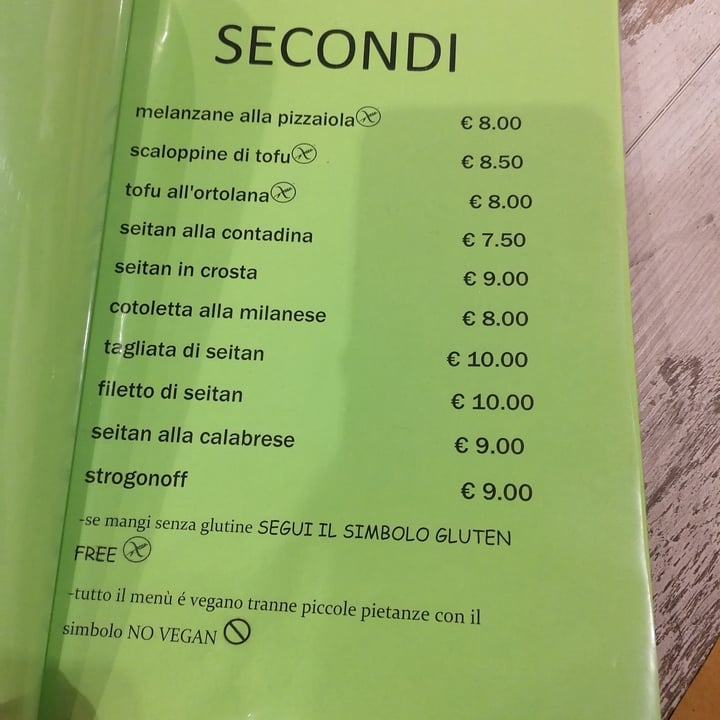 SECONDI
melanzane alla pizzaiola € 8.00
scaloppine di tofu € 8.50
tofu all'ortolana € 8.00
seitan alla contadina € 7.50
seitan in crosta € 9.00
cotoletta alla milanese € 8.00
tagliata di seitan € 10.00
filetto di seitan € 10.00
seitan alla calabrese € 9.00
strogonoff € 9.00
-se mangi senza glutine SEGUI IL SIMBOLO GLUTEN
FREE
-tutto il menù é vegano tranne piccole pietanze con il
simbolo NO VEGAN